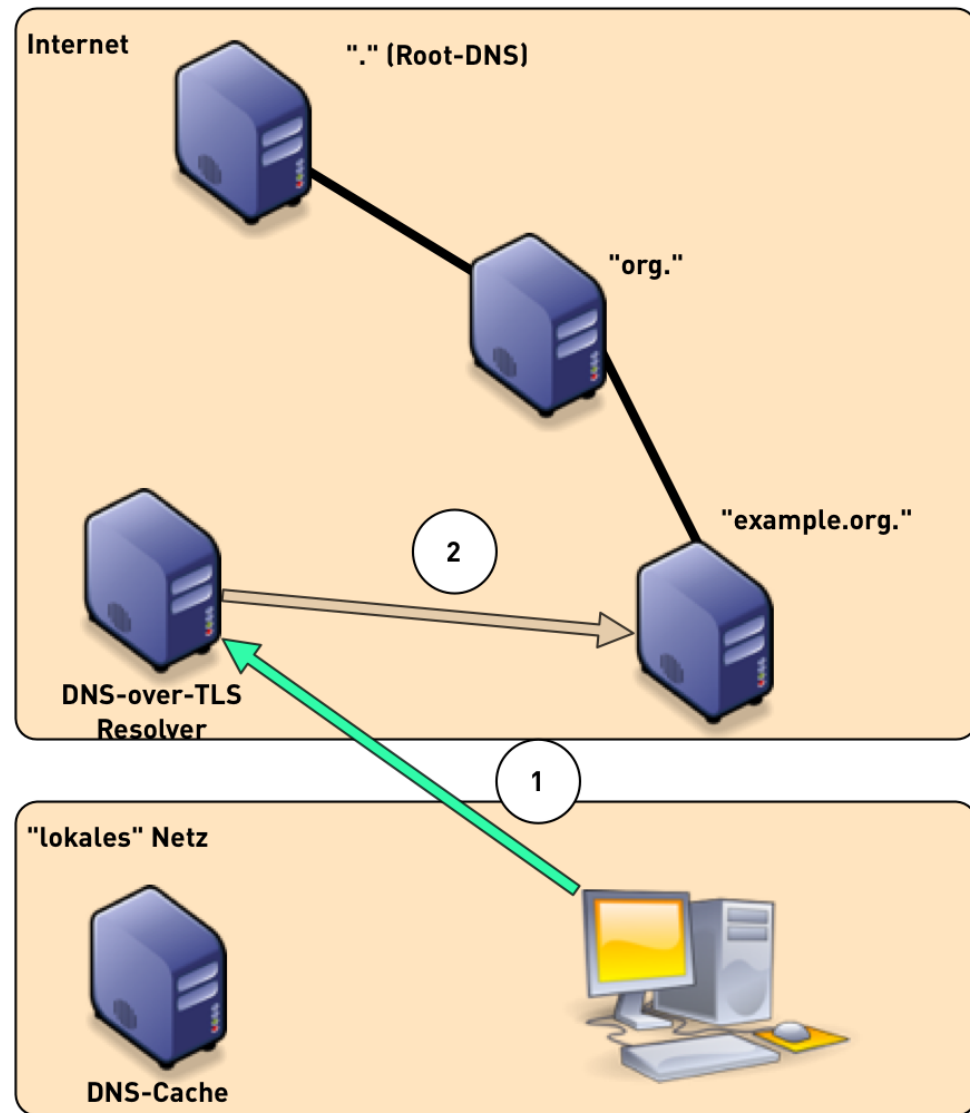 Internet
"." (Root-DNS)
"org."
"example.org."
2
DNS-over-TLS
Resolver
1
"lokales" Netz
DNS-Cache